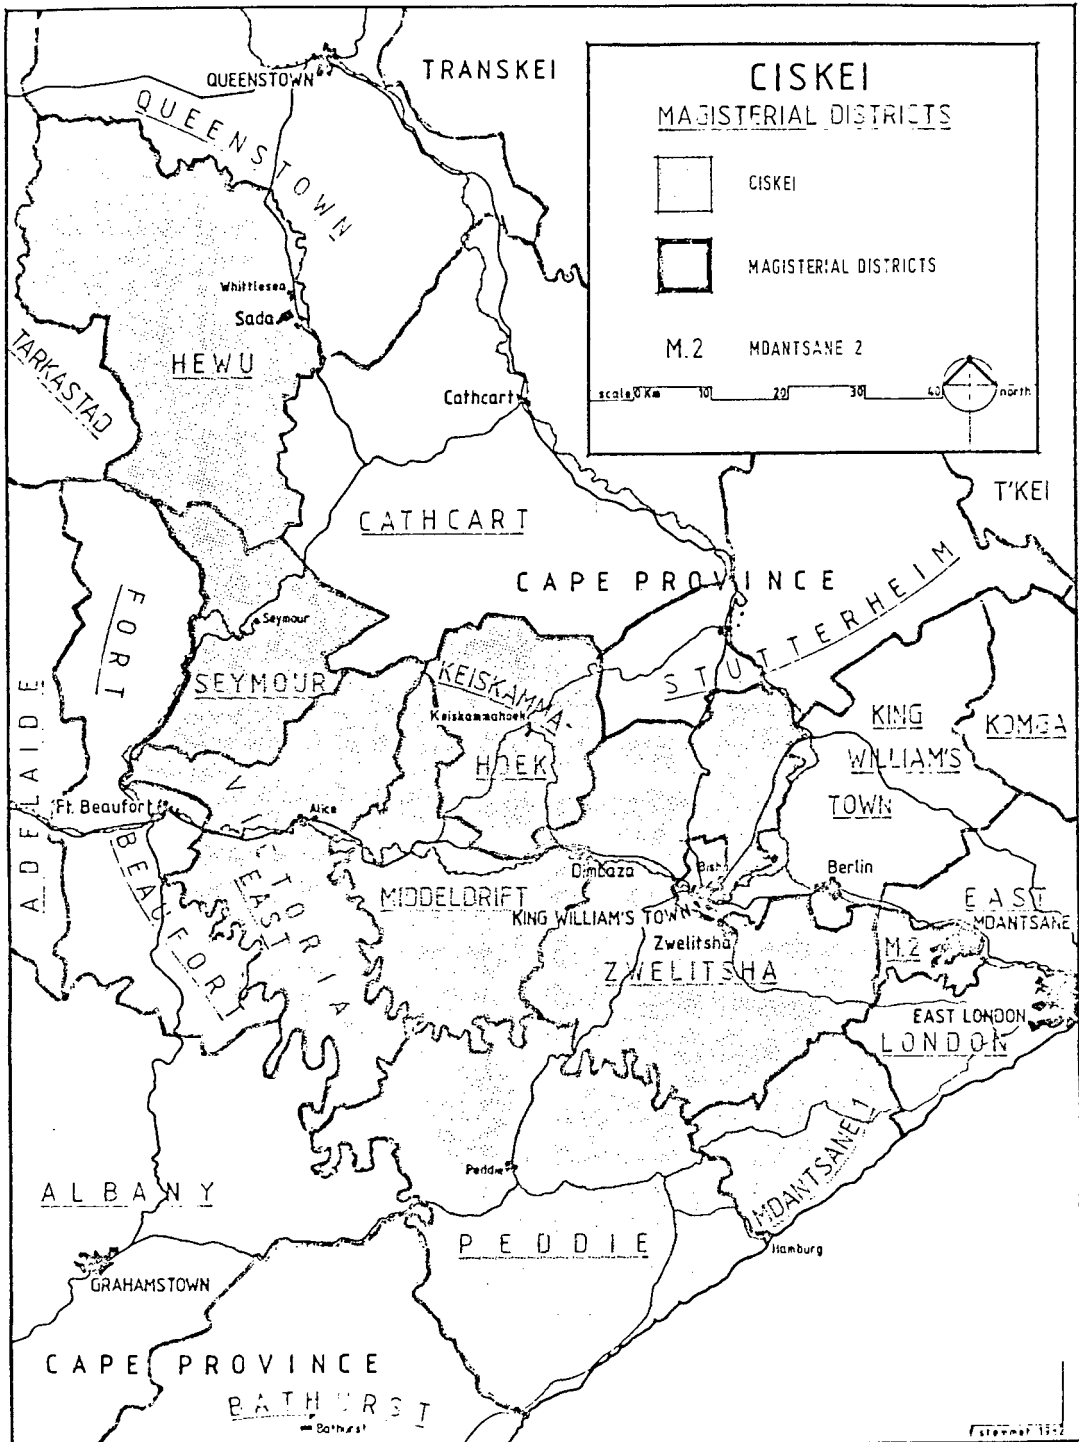 CISKEI
MAGISTERIAL DISTRICTS
CISKEI
MAGISTERIAL DISTRICTS
M.2 MDANTSANE 2
scale 0 Km 10 20 30 40
north
TRANSKEI
QUEENSTOWN
QUEENSTOWN
Whittlesea
Sada
HEWU
TARKASTAD
Cathcart
T'KEI
CATHCART
CAPE PROVINCE
FORT
Seymour
STUTTERHEIM
SEYMOUR
KEISKAMMA-
Keiskammahoek
HOEK
KING
WILLIAM'S
TOWN
KOMGA
ADELAIDE
Ft. Beaufort
Alice
BEAUFORT
VICTORIA
EAST
MIDDELDRIFT
Dimbaza
Berlin
KING WILLIAM'S TOWN
Zwelitsha
ZWELITSHA
EAST
MDANTSANE
M.2
EAST LONDON
LONDON
Peddie
MDANTSANE 1
ALBANY
PEDDIE
Hamburg
GRAHAMSTOWN
CAPE PROVINCE
BATHURST
Bathurst